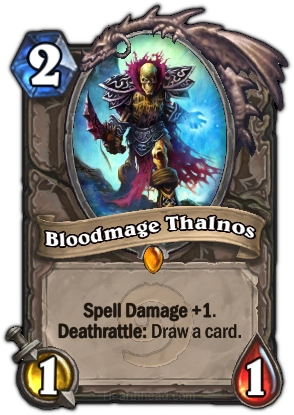 2
Bloodmage Thalnos
Spell Damage +1.
Deathrattle: Draw a card.
1 1